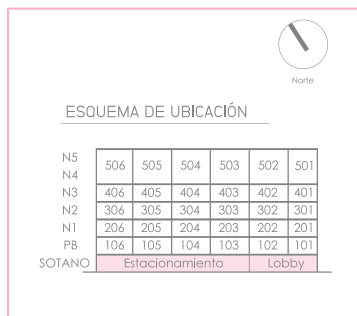 Norte
ESQUEMA DE UBICACIÓN
N5
N4 506 505 504 503 502 501
N3 406 405 404 403 402 401
N2 306 305 304 303 302 301
N1 206 205 204 203 202 201
PB 106 105 104 103 102 101
SOTANO Estacionamiento Lobby